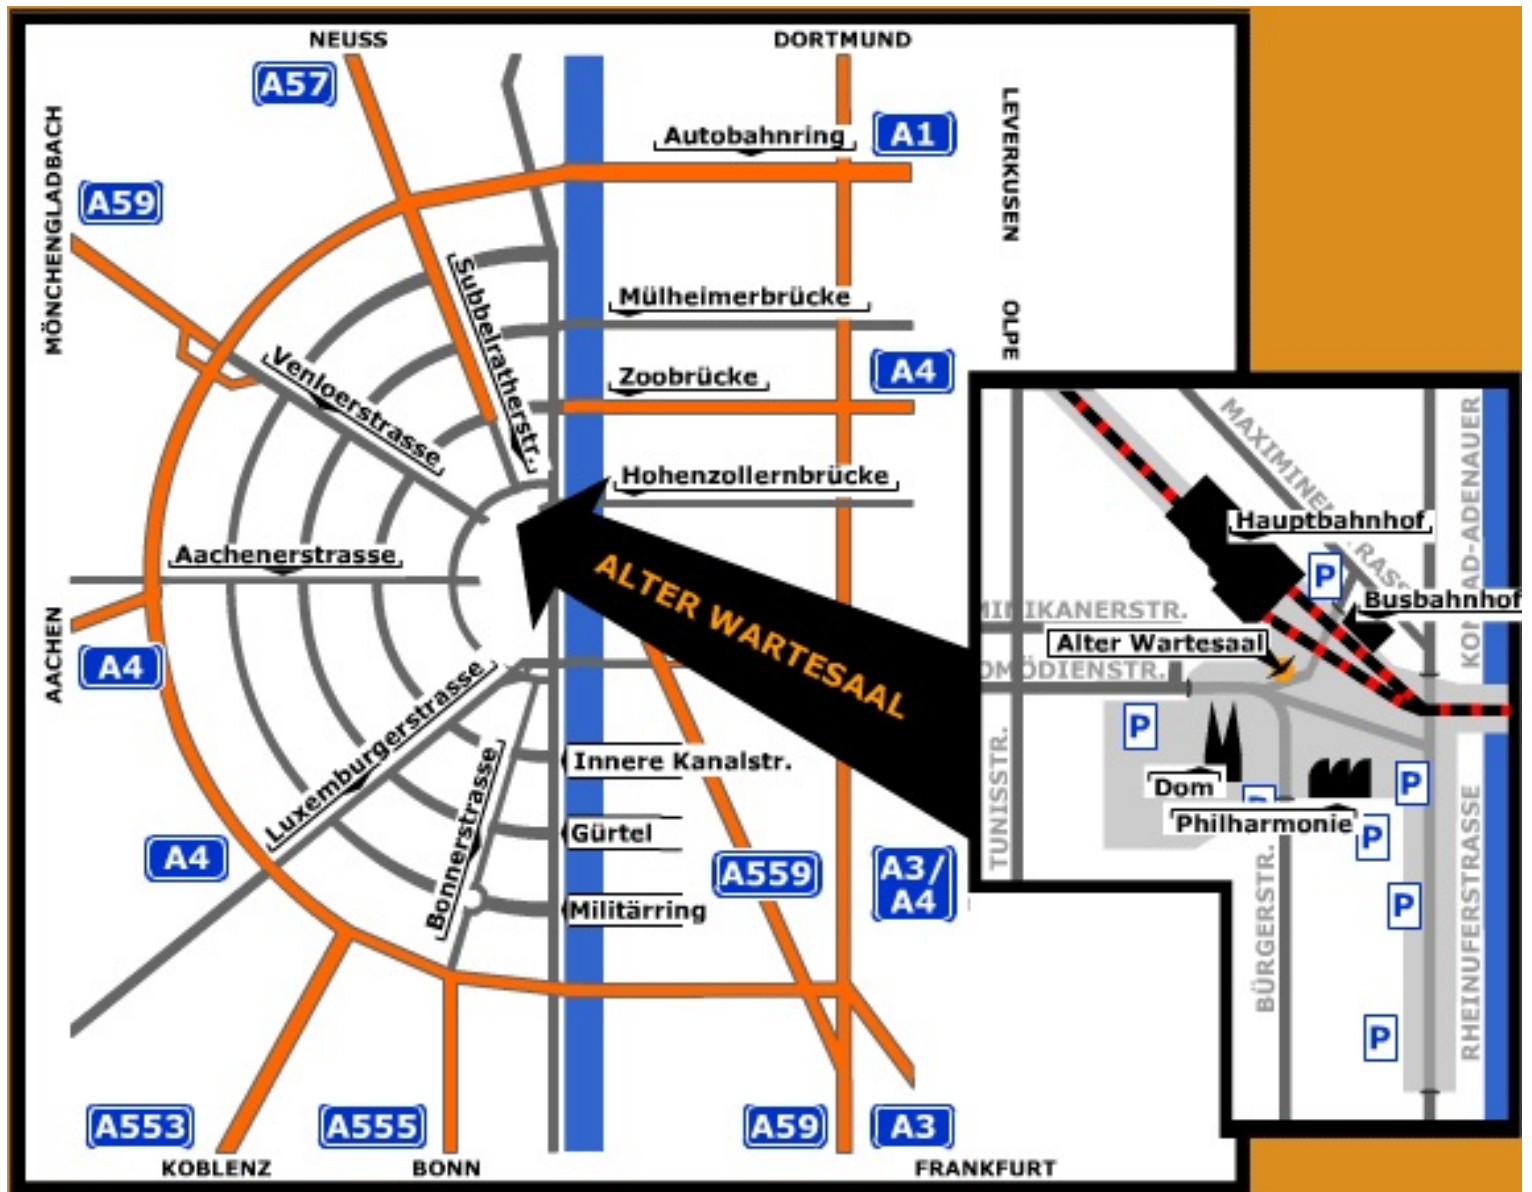 NEUSS
DORTMUND
A57
LEVERKUSEN
MÖNCHENGLADBACH
Autobahnring
A1
A59
Subbelratherstr.
Mülheimerbrücke
OLPE
Venloerstrasse
Zoobrücke
A4
Hohenzollernbrücke
Aachenerstrasse
ALTER WARTESAAL
AACHEN
A4
Luxemburgerstrasse
Bonnerstrasse
Innere Kanalstr.
Gürtel
A4
A559
A3/
A4
Militärring
A553
A555
A59
A3
KOBLENZ
BONN
FRANKFURT
KONRAD-ADENAUER
Hauptbahnhof
P
Busbahnhof
MINIKANERSTR.
Alter Wartesaal
OMÖDIENSTR.
P
TUNISSTR.
Dom
P
Philharmonie
P
P
BÜRGERSTR.
RHEINUFERSTRASSE
P